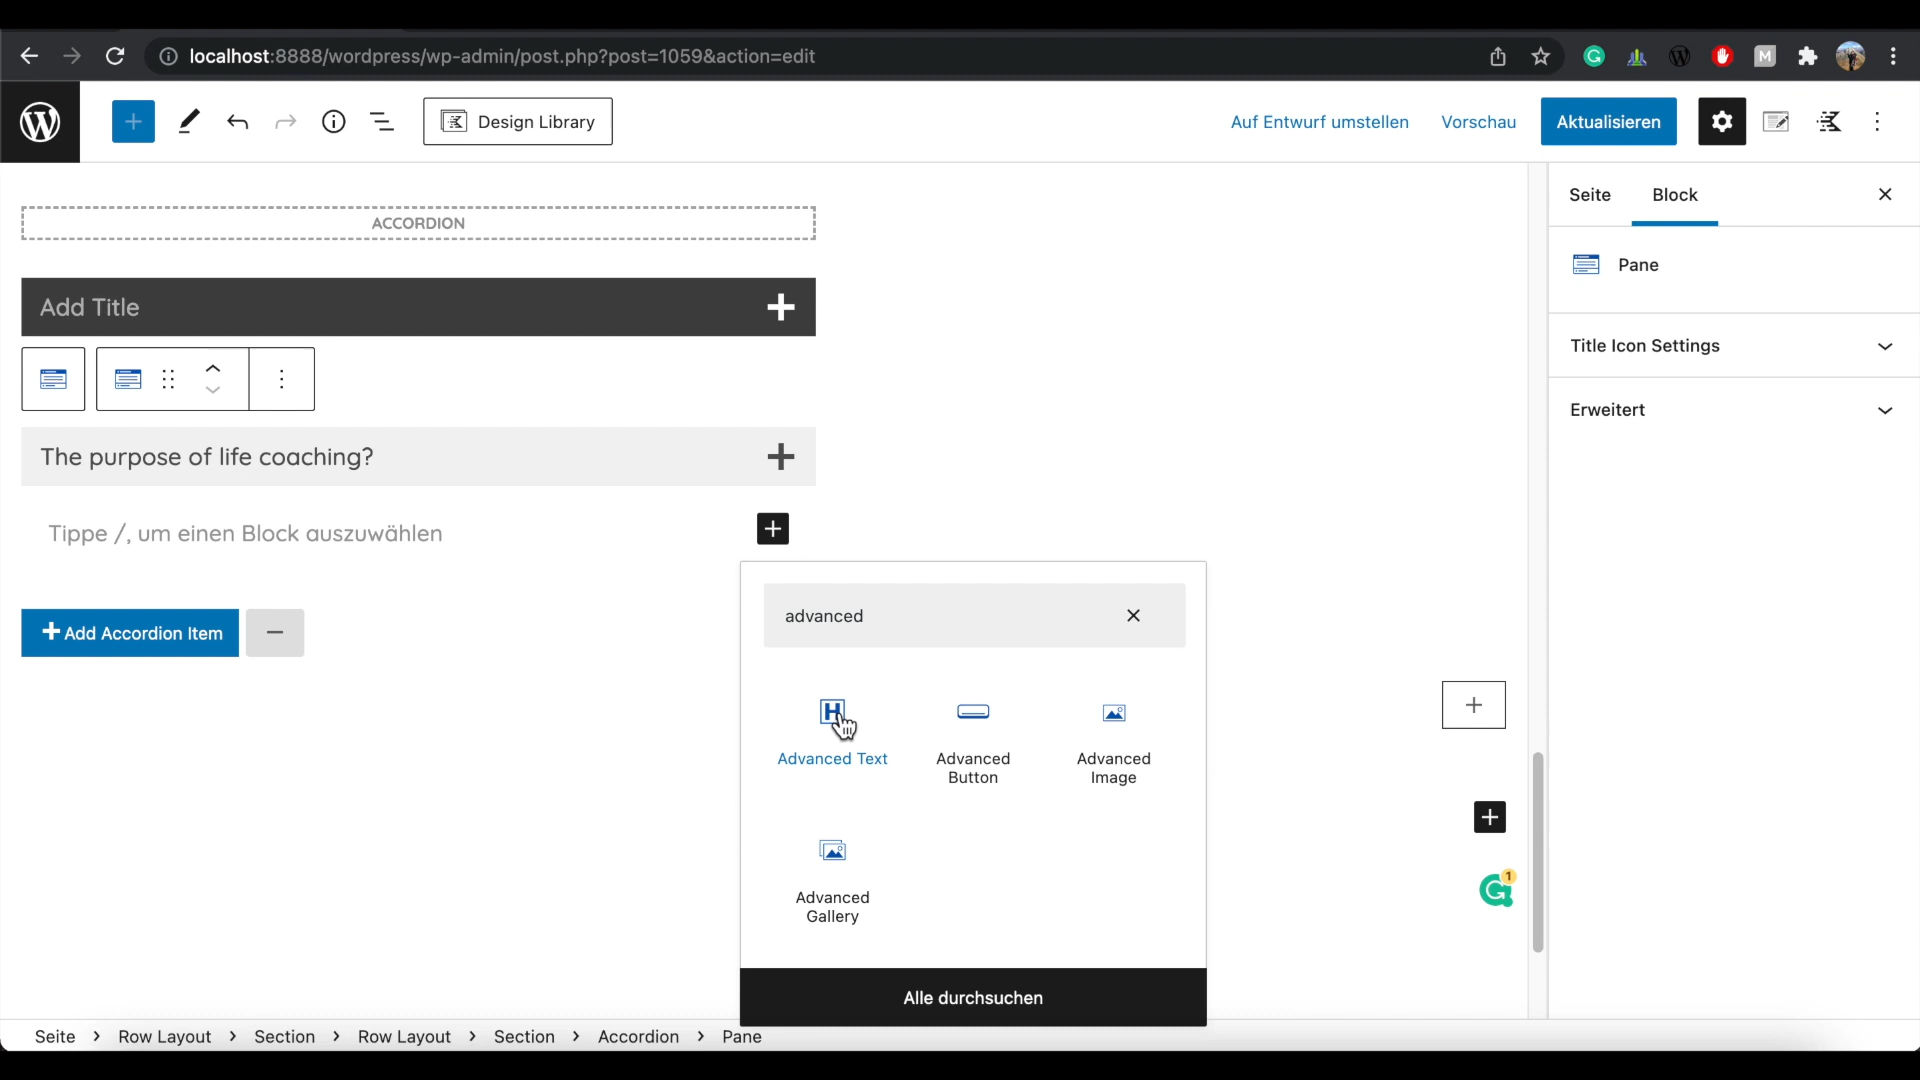 localhost:8888/wordpress/wp-admin/post.php?post=1059&action=edit
Design Library
Auf Entwurf umstellen
Vorschau
Aktualisieren
Seite
Block
ACCORDION
Pane
Add Title
Title Icon Settings
Erweitert
The purpose of life coaching?
Tippe /, um einen Block auszuwählen
Add Accordion Item
advanced
Advanced Text
Advanced
Button
Advanced
Image
Advanced
Gallery
1
Alle durchsuchen
Seite > Row Layout > Section > Row Layout > Section > Accordion > Pane